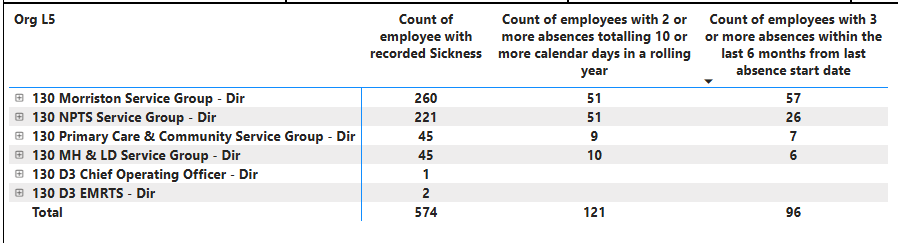 Org L5 Count of Count of employees with 2 or Count of employees with 3
employee with more absences totalling 10 or or more absences within the
recorded Sickness more calendar days in a rolling last 6 months from last
year absence start date
130 Morriston Service Group - Dir 260 51 57
130 NPTS Service Group - Dir 221 51 26
130 Primary Care & Community Service Group - Dir 45 9 7
130 MH & LD Service Group - Dir 45 10 6
130 D3 Chief Operating Officer - Dir 1
130 D3 EMRTS - Dir 2
Total 574 121 96